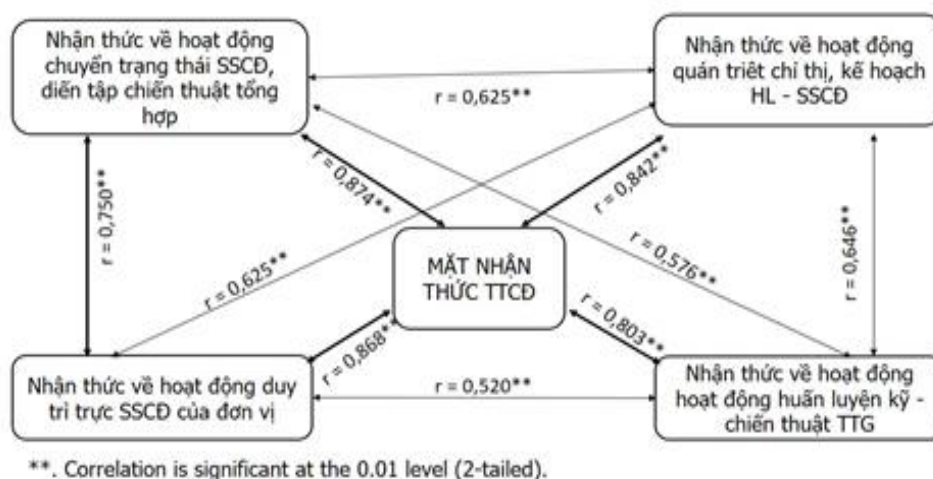 Nhận thức về hoạt động
chuyển trạng thái SSCĐ,
diễn tập chiến thuật tổng
hợp
Nhận thức về hoạt động
quán triêt chỉ thị, kế hoạch
HL - SSCĐ
r = 0,625**
r = 0,874**
r = 0,842**
r = 0,750**
r = 0,625**
r = 0,576**
r = 0,646**
MẶT NHẬN
THỨC TTCĐ
r = 0,868**
r = 0,803**
Nhận thức về hoạt động duy
trì trực SSCĐ của đơn vị
r = 0,520**
Nhận thức về hoạt động
hoạt động huấn luyện kỹ -
chiến thuật TTG
**. Correlation is significant at the 0.01 level (2-tailed).